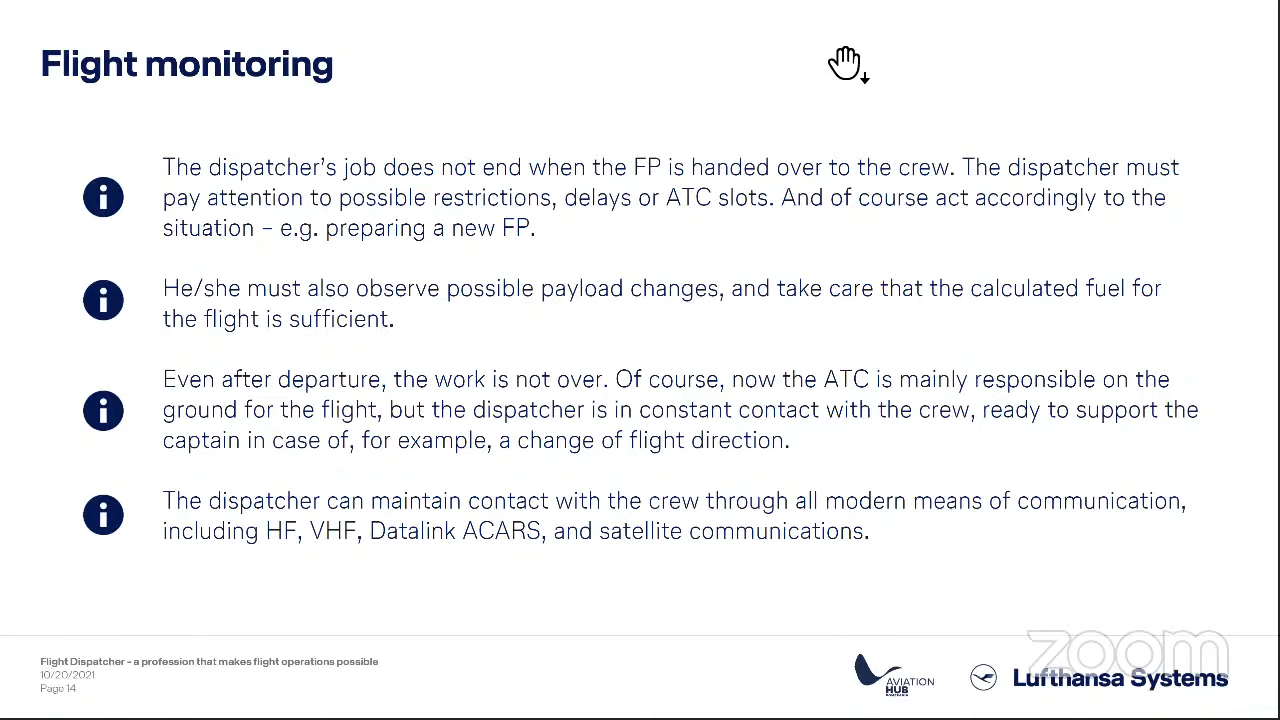 Flight monitoring
The dispatcher's job does not end when the FP is handed over to the crew. The dispatcher must
pay attention to possible restrictions, delays or ATC slots. And of course act accordingly to the
situation – e.g. preparing a new FP.
He/she must also observe possible payload changes, and take care that the calculated fuel for
the flight is sufficient.
Even after departure, the work is not over. Of course, now the ATC is mainly responsible on the
ground for the flight, but the dispatcher is in constant contact with the crew, ready to support the
captain in case of, for example, a change of flight direction.
The dispatcher can maintain contact with the crew through all modern means of communication,
including HF, VHF, Datalink ACARS, and satellite communications.
Flight Dispatcher - a profession that makes flight operations possible
10/20/2021
Page 14
AVIATION
HUB
zoom
Lufthansa Systems